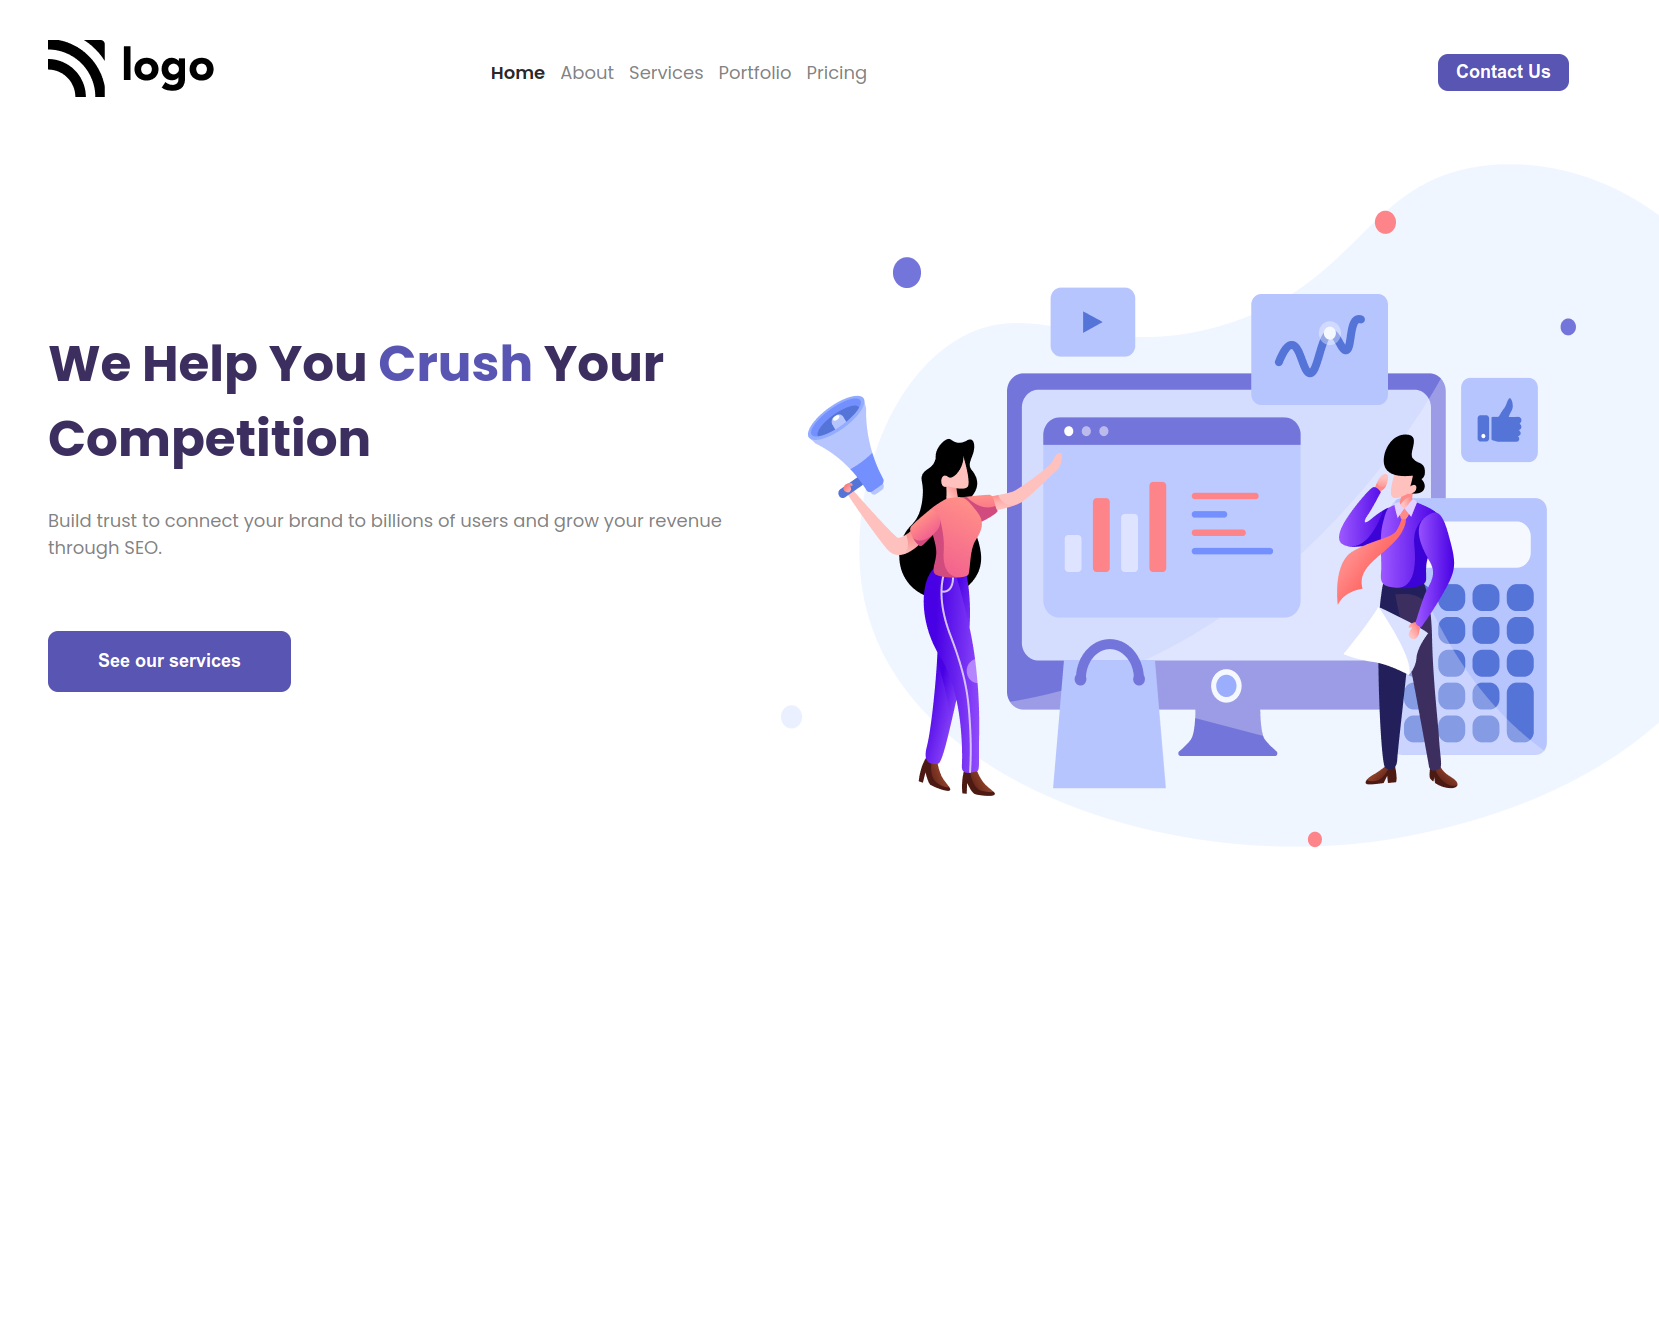 logo
Home About Services Portfolio Pricing
Contact Us
We Help You Crush Your
Competition
Build trust to connect your brand to billions of users and grow your revenue
through SEO.
See our services